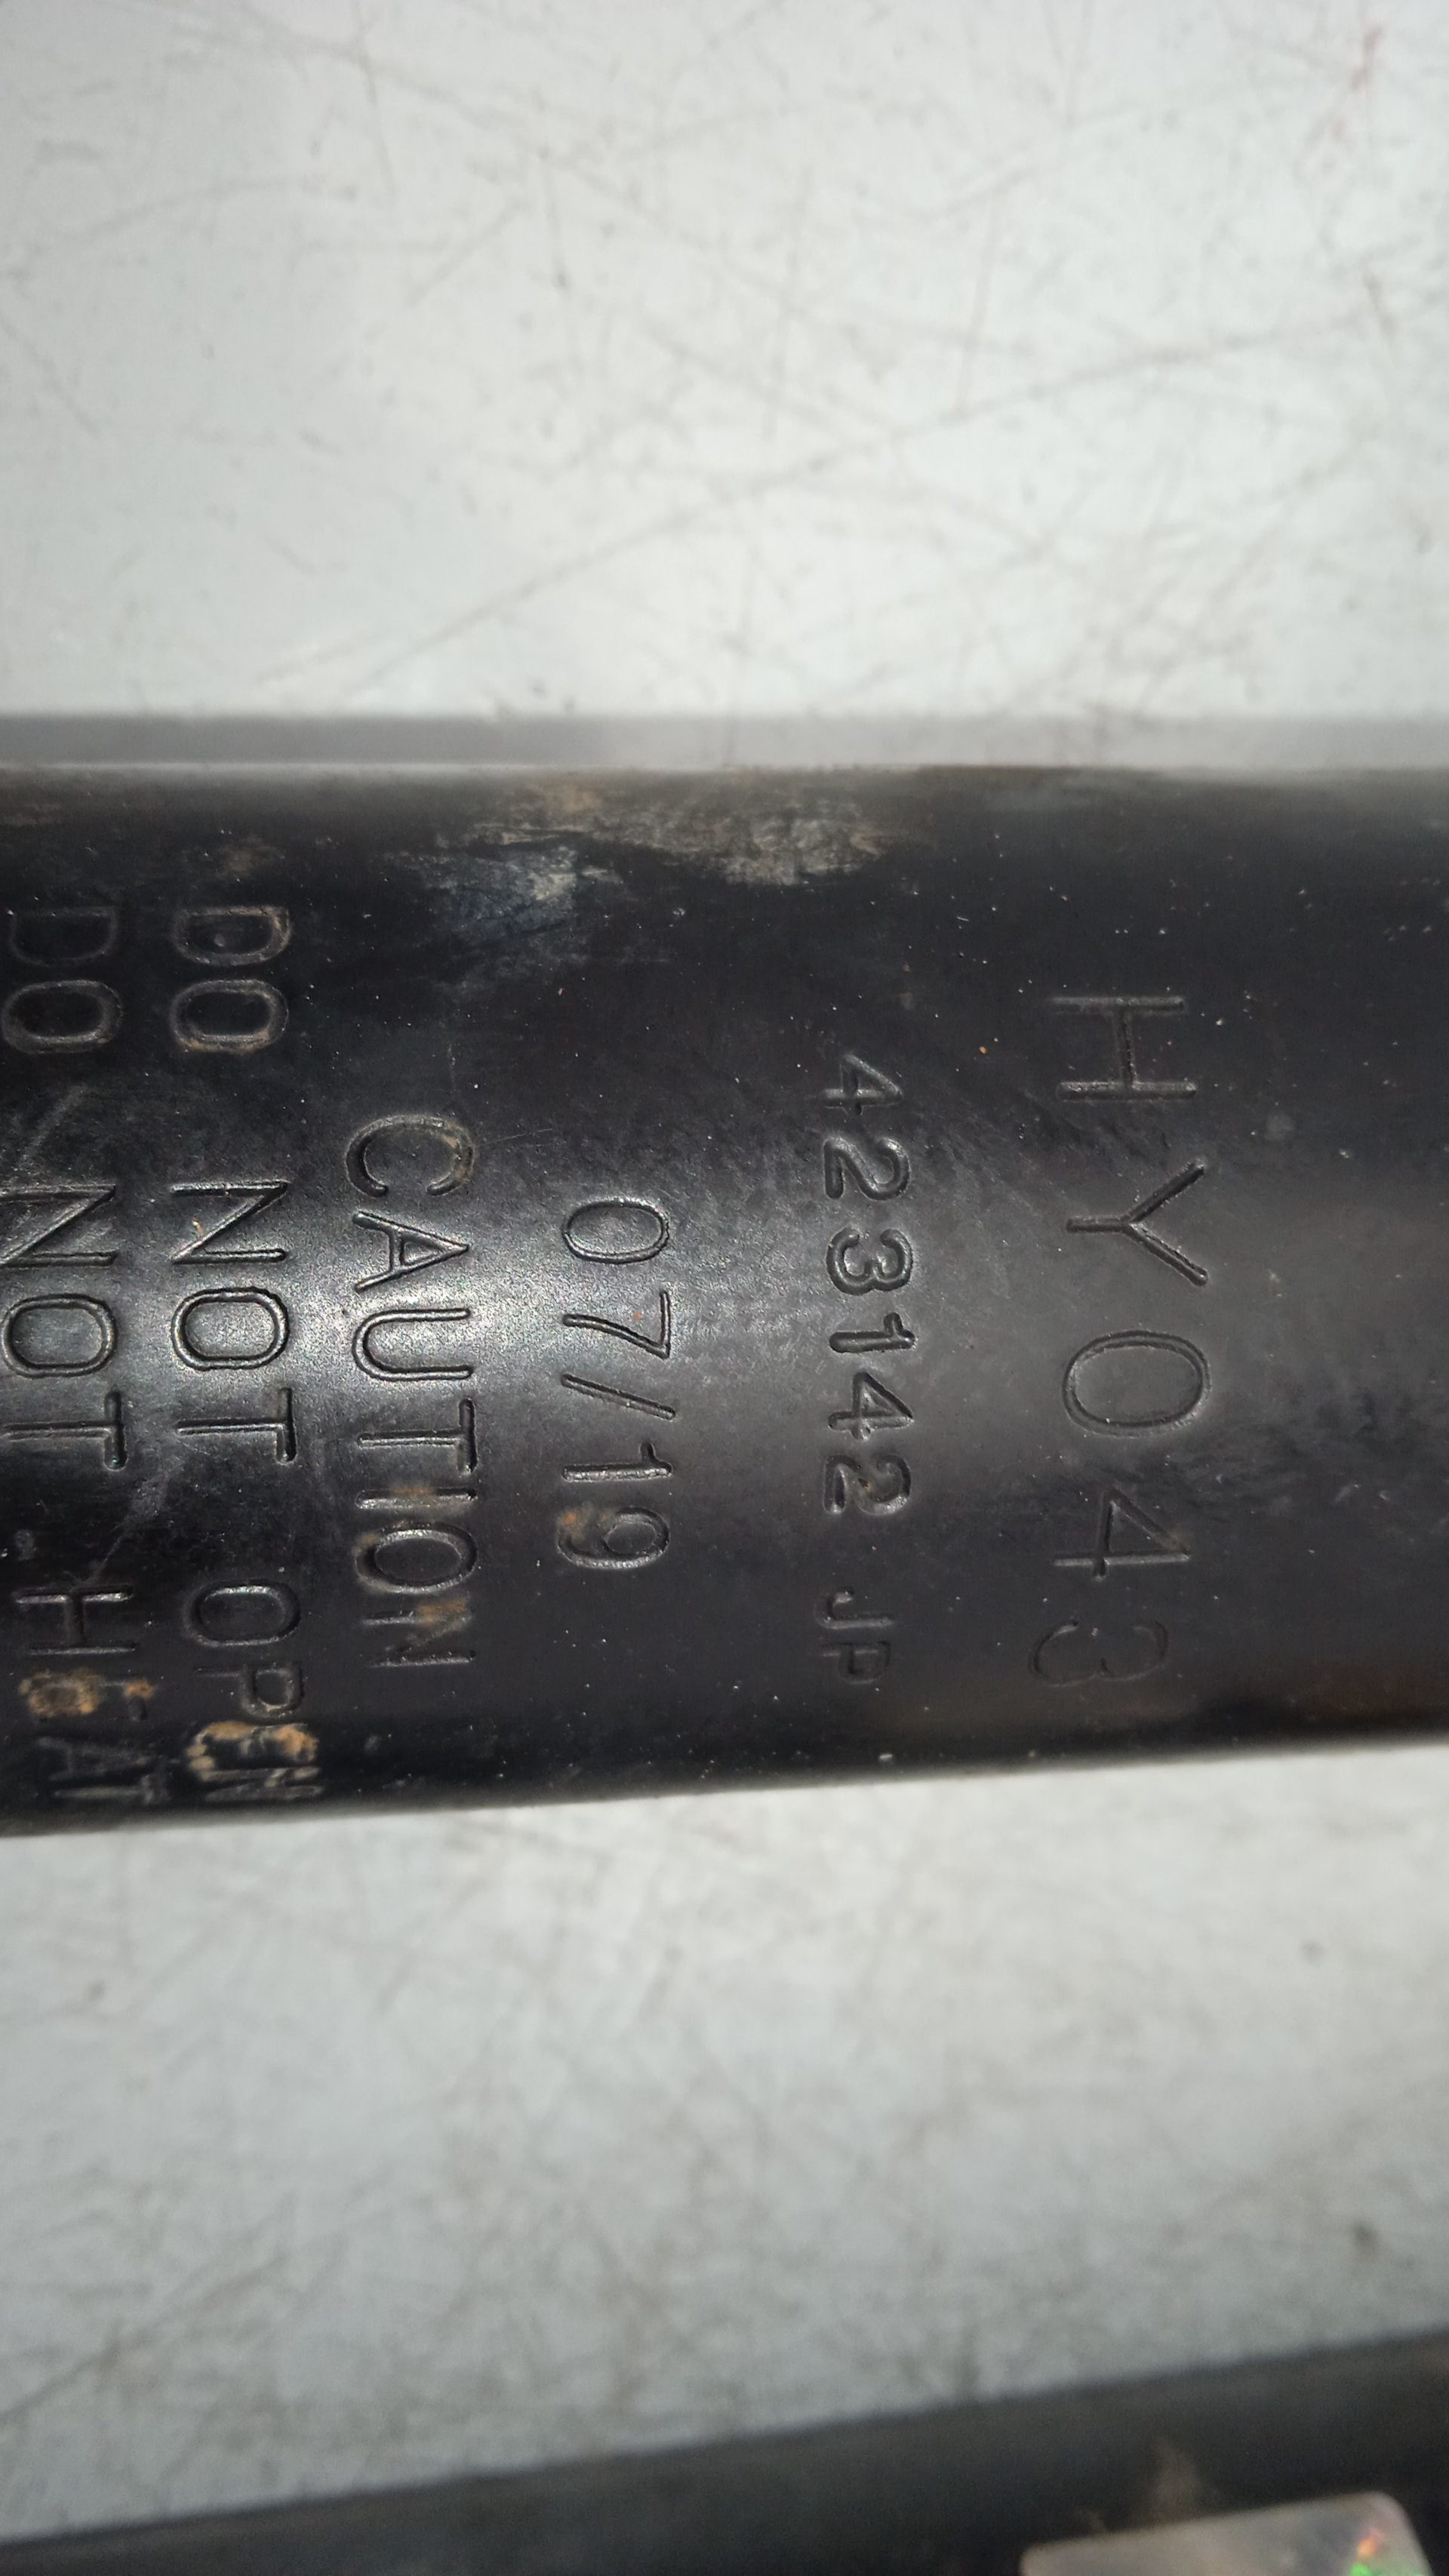 HY043
423142 JP
07/19
CAUTION
DO NOT OPEN
DO NOT HEAT